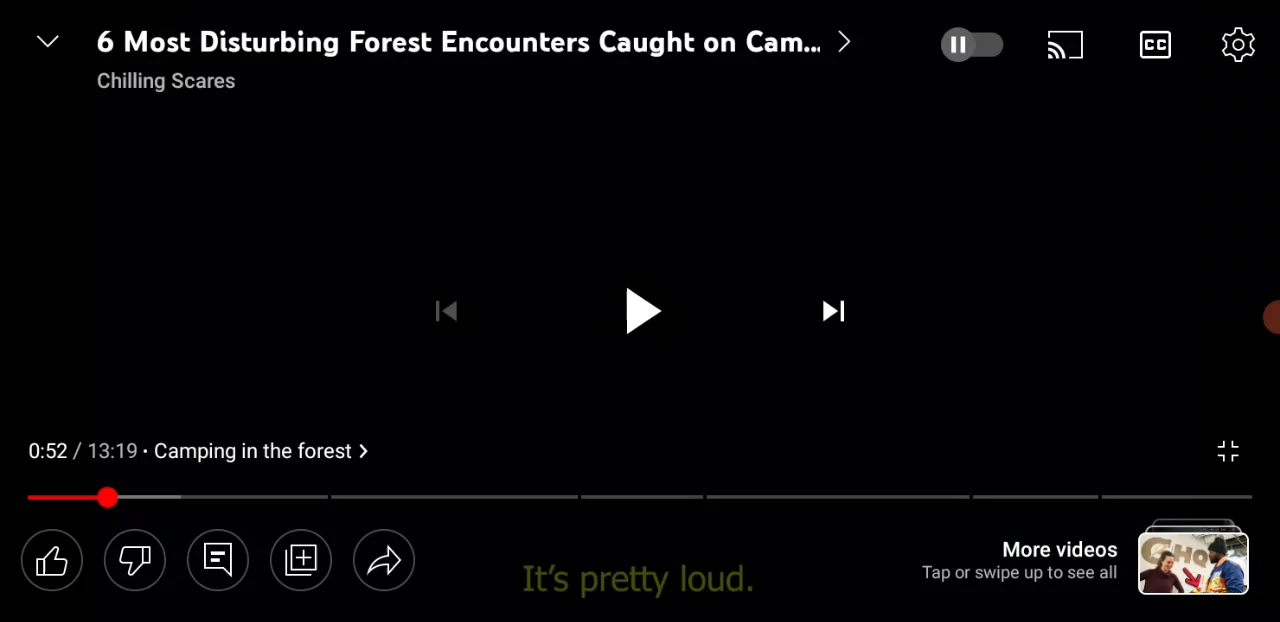 6 Most Disturbing Forest Encounters Caught on Cam...
Chilling Scares
CC
0:52 / 13:19 · Camping in the forest
It's pretty loud.
More videos
Tap or swipe up to see all